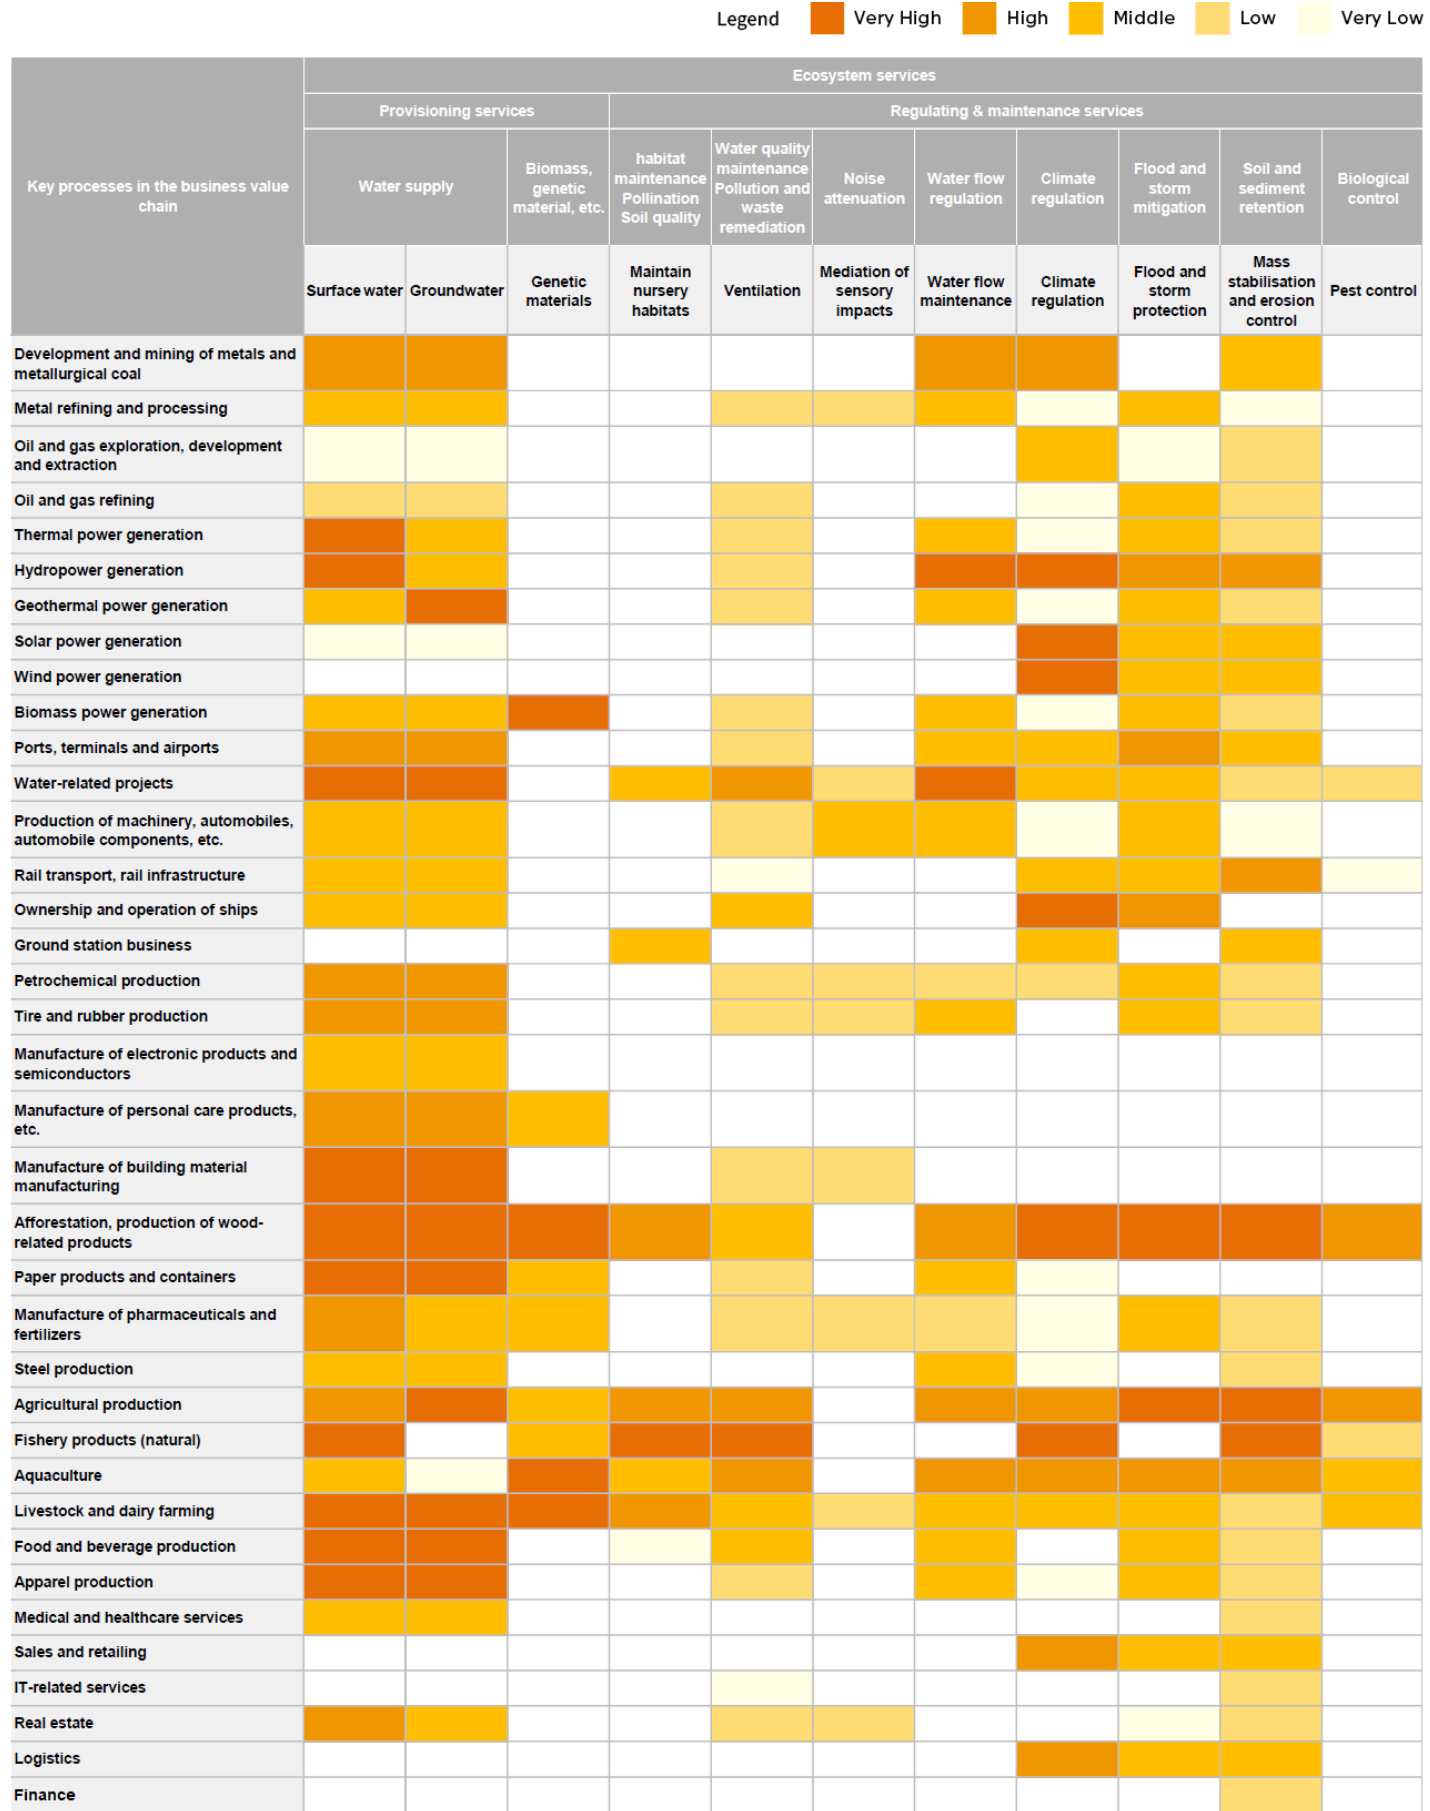 Legend Very High High Middle Low Very Low
Ecosystem services
Provisioning services
Regulating & maintenance services
Key processes in the business value
chain
Water supply
Biomass,
genetic
material, etc.
habitat
maintenance
Pollination
Soil quality
Water quality
maintenance
Pollution and
waste
remediation
Noise
attenuation
Water flow
regulation
Climate
regulation
Flood and
storm
mitigation
Soil and
sediment
retention
Biological
control
Surface water
Groundwater
Genetic
materials
Maintain
nursery
habitats
Ventilation
Mediation of
sensory
impacts
Water flow
maintenance
Climate
regulation
Flood and
storm
protection
Mass
stabilisation
and erosion
control
Pest control
Development and mining of metals and
metallurgical coal
Metal refining and processing
Oil and gas exploration, development
and extraction
Oil and gas refining
Thermal power generation
Hydropower generation
Geothermal power generation
Solar power generation
Wind power generation
Biomass power generation
Ports, terminals and airports
Water-related projects
Production of machinery, automobiles,
automobile components, etc.
Rail transport, rail infrastructure
Ownership and operation of ships
Ground station business
Petrochemical production
Tire and rubber production
Manufacture of electronic products and
semiconductors
Manufacture of personal care products,
etc.
Manufacture of building material
manufacturing
Afforestation, production of wood-
related products
Paper products and containers
Manufacture of pharmaceuticals and
fertilizers
Steel production
Agricultural production
Fishery products (natural)
Aquaculture
Livestock and dairy farming
Food and beverage production
Apparel production
Medical and healthcare services
Sales and retailing
IT-related services
Real estate
Logistics
Finance